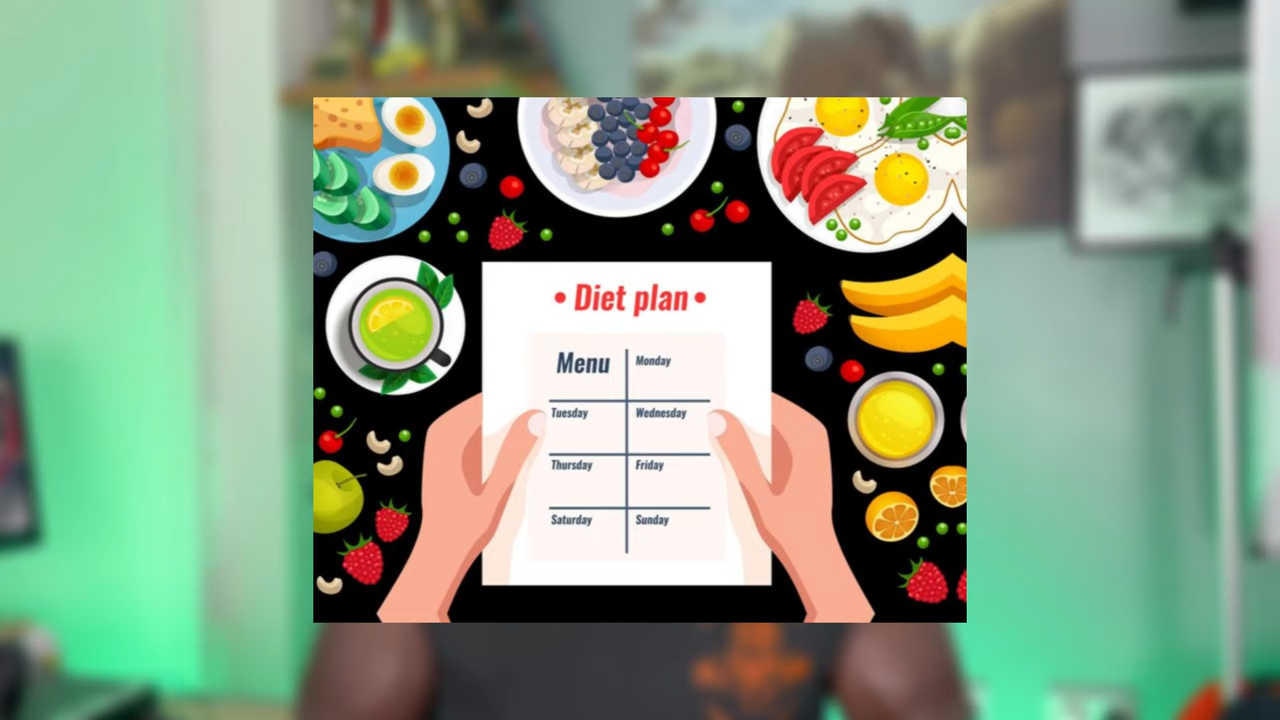 • Diet plan •
Menu
Monday
Tuesday
Wednesday
Thursday
Friday
Saturday
Sunday